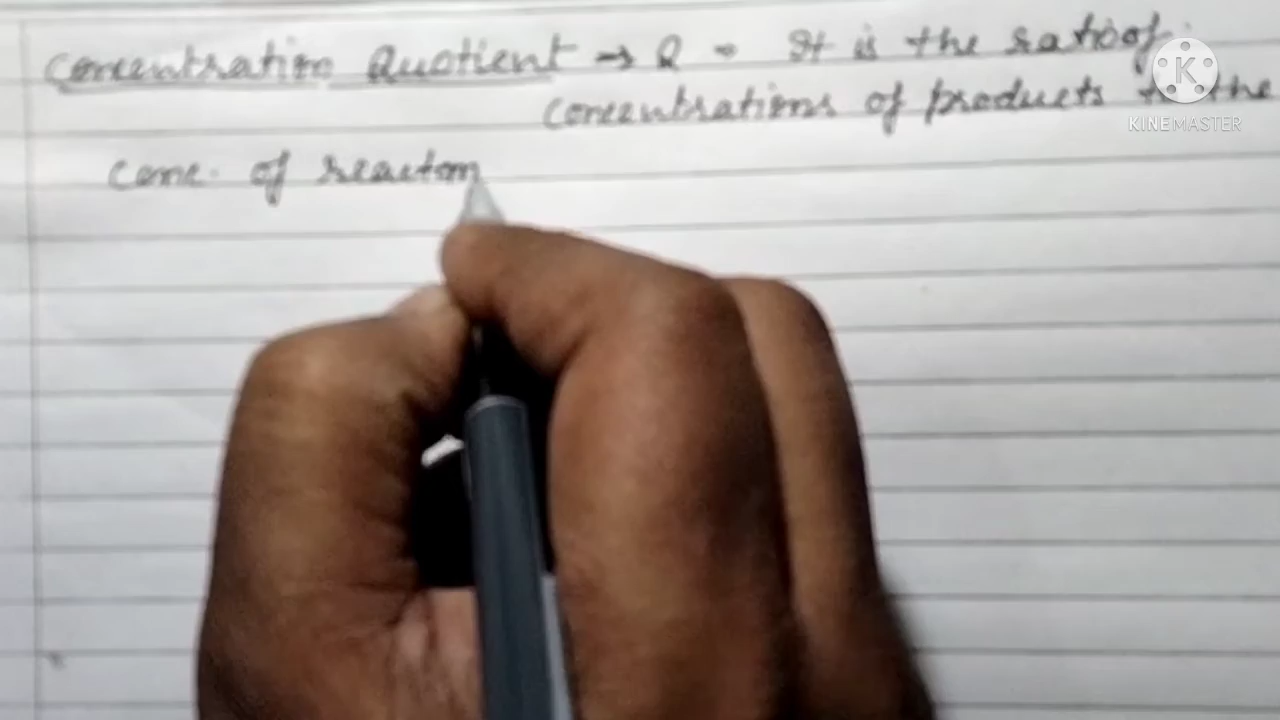 Concentration Quotient → Q → It is the ratio of
concentrations of products to the
conc. of reactan
KINEMASTER